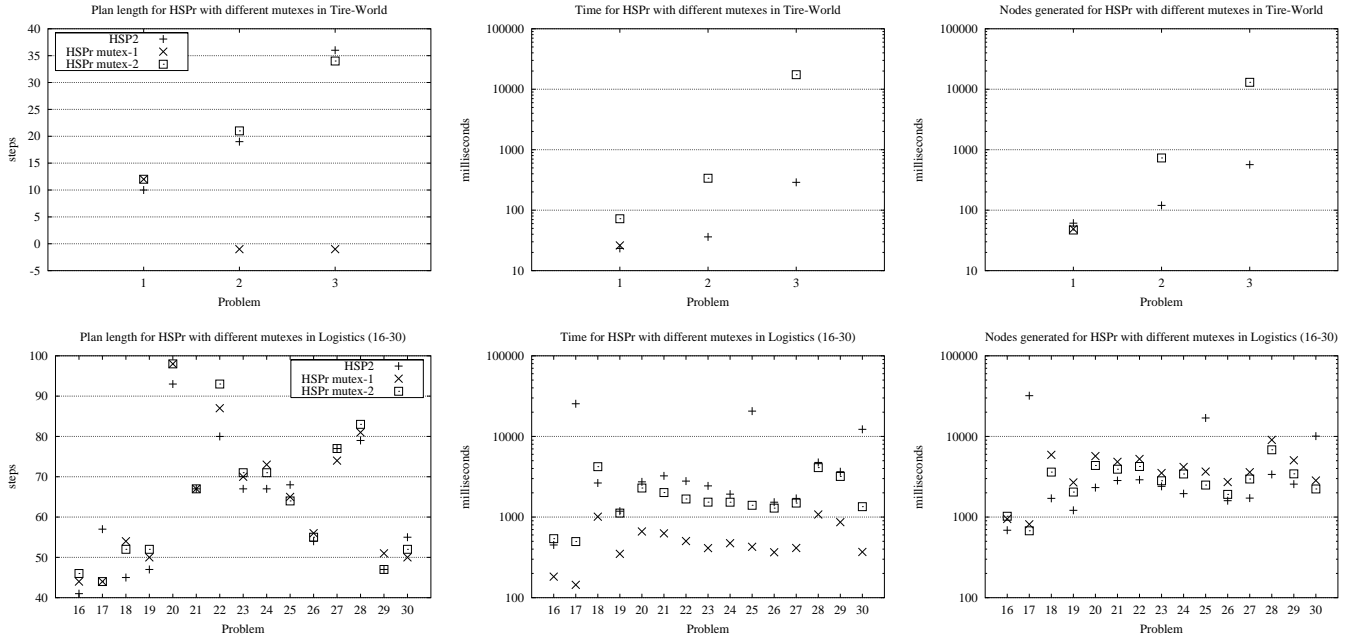 Plan length for HSPr with different mutexes in Tire-World
40
35
30
25
20
15
10
5
0
-5
steps
HSP2
HSPr mutex-1
HSPr mutex-2
1 2 3
Problem
Time for HSPr with different mutexes in Tire-World
100000
10000
1000
100
10
milliseconds
1 2 3
Problem
Nodes generated for HSPr with different mutexes in Tire-World
100000
10000
1000
100
10
milliseconds
1 2 3
Problem
Plan length for HSPr with different mutexes in Logistics (16-30)
100
90
80
70
60
50
40
steps
HSP2
HSPr mutex-1
HSPr mutex-2
16 17 18 19 20 21 22 23 24 25 26 27 28 29 30
Problem
Time for HSPr with different mutexes in Logistics (16-30)
100000
10000
1000
100
milliseconds
16 17 18 19 20 21 22 23 24 25 26 27 28 29 30
Problem
Nodes generated for HSPr with different mutexes in Logistics (16-30)
100000
10000
1000
100
milliseconds
16 17 18 19 20 21 22 23 24 25 26 27 28 29 30
Problem